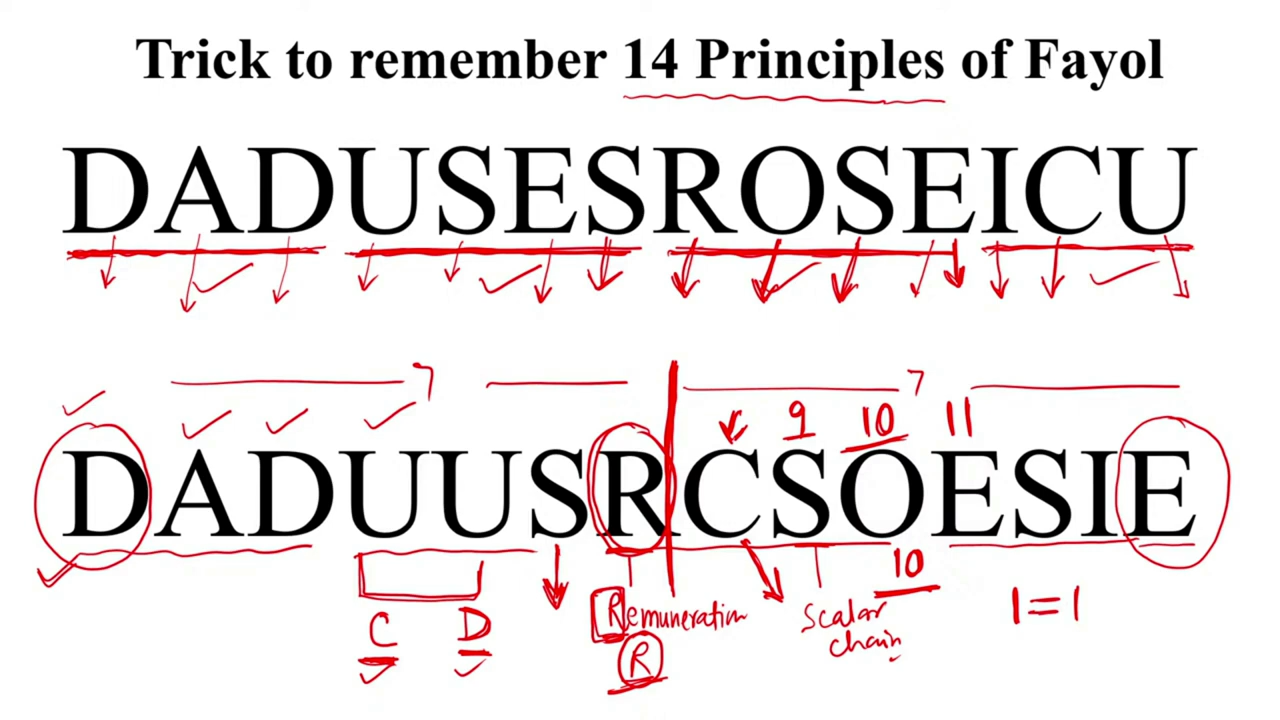 Trick to remember 14 Principles of Fayol
DADUSESROSEICU
9 10 11
DADUUSRCSOESIE
10
C D Remuneration Scalar chain 1=1
R